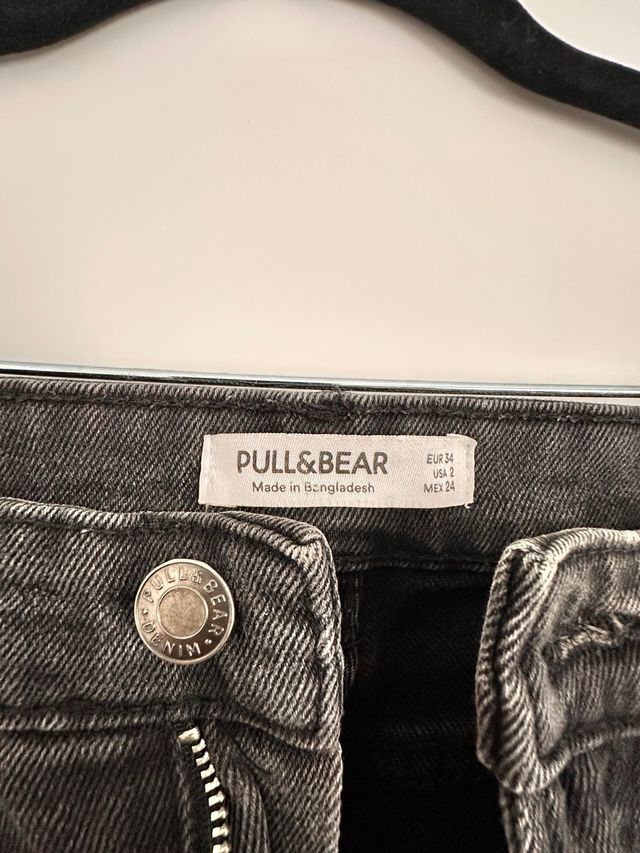 PULL&BEAR
Made in Bangladesh
EUR 34
USA 2
MEX 24
PULL&BEAR
DENIM